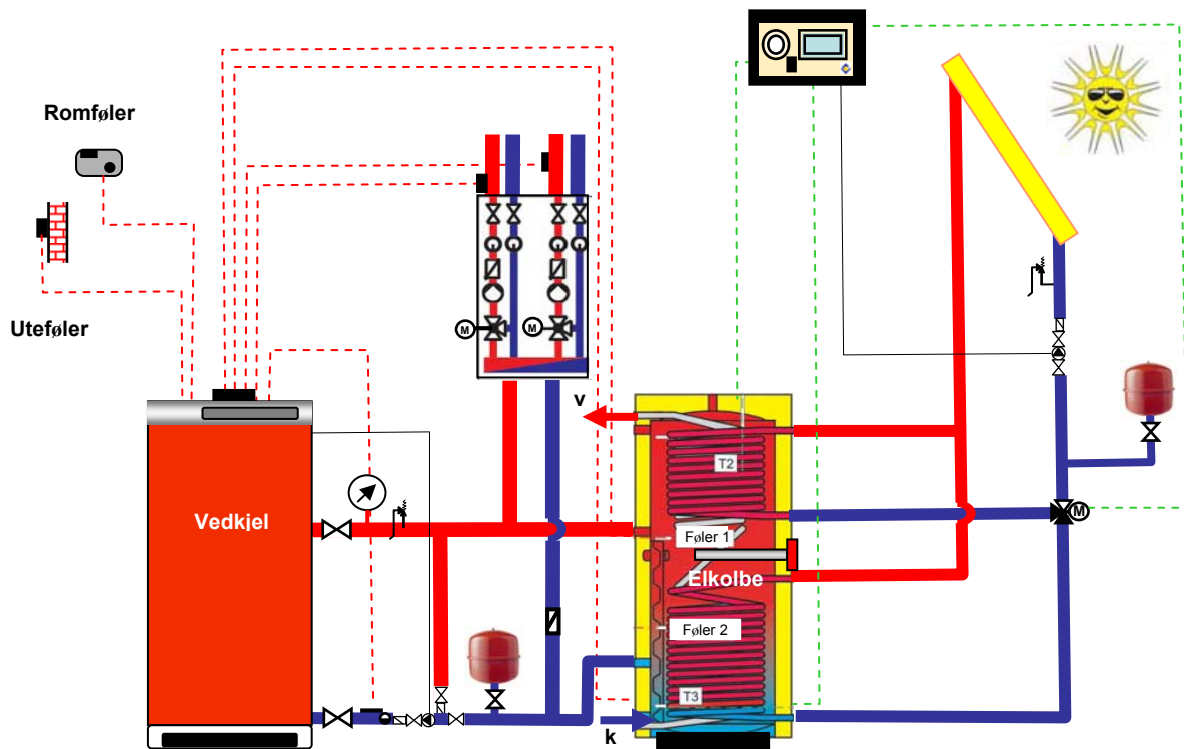 Romføler
Uteføler
M
M
v
T2
Vedkjel
Føler 1
M
Elkolbe
Føler 2
T3
k